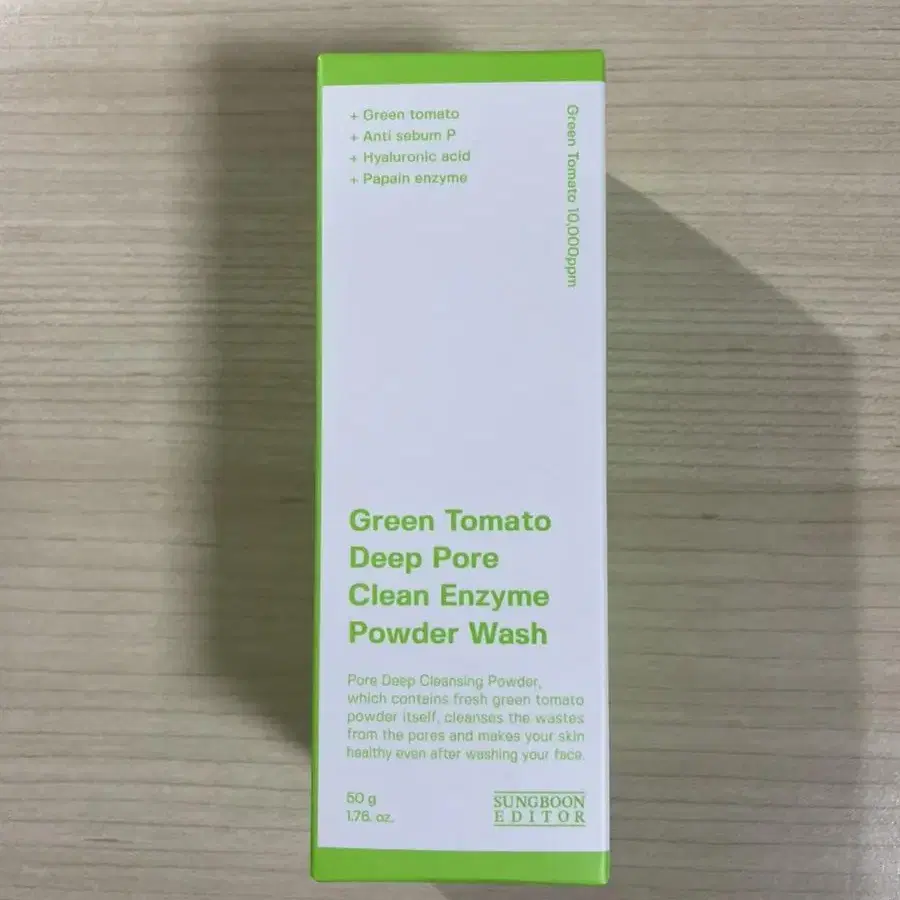 + Green tomato
+ Anti sebum P
+ Hyaluronic acid
+ Papain enzyme
Green Tomato 10,000ppm
Green Tomato
Deep Pore
Clean Enzyme
Powder Wash
Pore Deep Cleansing Powder,
which contains fresh green tomato
powder itself, cleanses the wastes
from the pores and makes your skin
healthy even after washing your face.
50 g
1.76. oz.
SUNGBOON
EDITOR